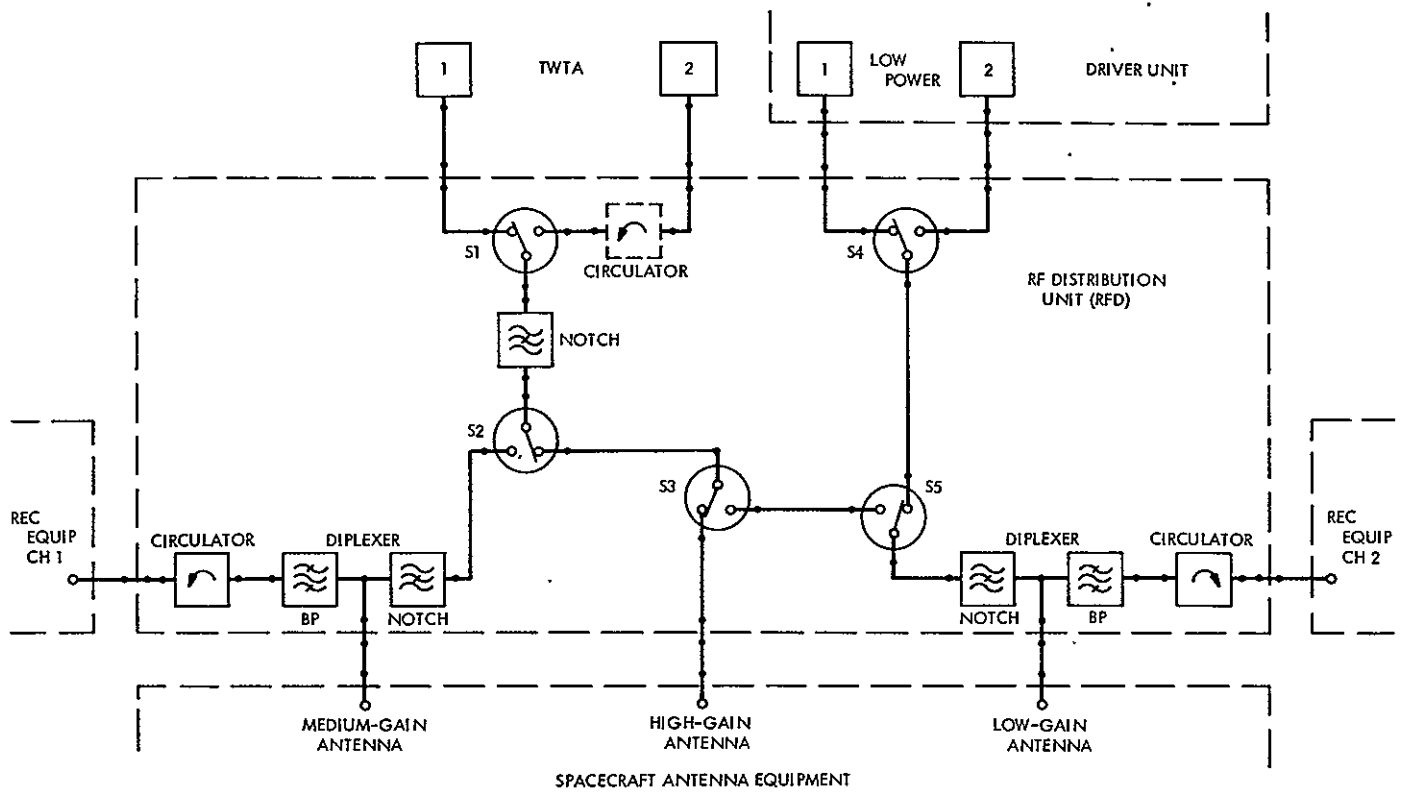 1
TWTA
2
1
LOW
POWER
2
DRIVER UNIT
S1
CIRCULATOR
S4
RF DISTRIBUTION
UNIT (RFD)
NOTCH
S2
S3
S5
REC
EQUIP
CH 1
CIRCULATOR
DIPLEXER
BP
NOTCH
DIPLEXER
NOTCH
BP
CIRCULATOR
REC
EQUIP
CH 2
MEDIUM-GAIN
ANTENNA
HIGH-GAIN
ANTENNA
LOW-GAIN
ANTENNA
SPACECRAFT ANTENNA EQUIPMENT